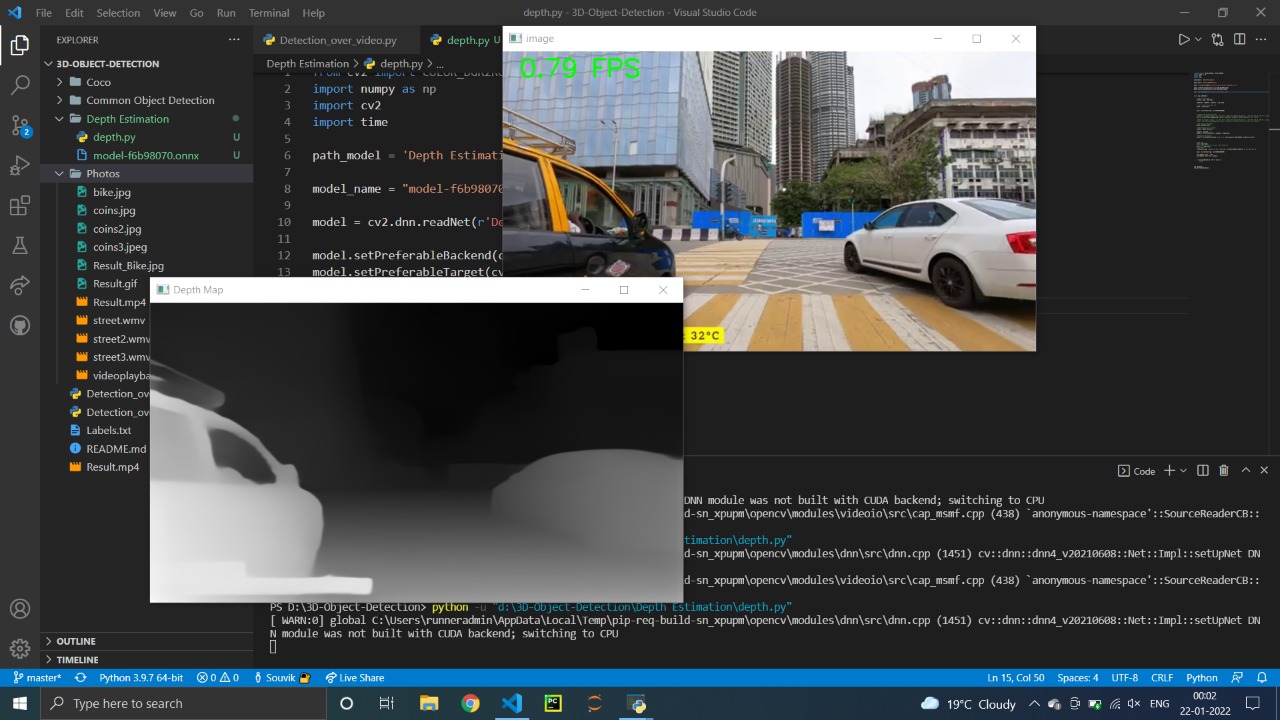 File Edit Selection View Go Run Terminal Help
depth.py - 3D-Object-Detection - Visual Studio Code
EXPLORER
3D-OBJECT-DETECTION
Coco
Common Object Detection
Depth Estimation
depth.py U
model-f6b98070.onnx U
Photos
bike.jpg
coins.jpg
coins3.jpeg
Result_Bike.jpg
Result.gif
Result.mp4
street.wmv
street2.wmv
street3.wmv
videoplayba
Detection_ov
Detection_ov
Labels.txt
README.md
Result.mp4
OUTLINE
TIMELINE
Detection_over_video.py
depth.py U
Depth Estimation > depth.py > ...
2 import numpy as np
3 import cv2
4 import time
6 path_model = "Depth Estimati
7
8 model_name = "model-f6b98070
9
10 model = cv2.dnn.readNet(r'De
11
12 model.setPreferableBackend(c
13 model.setPreferableTarget(cv
image
0.79 FPS
32°C
Depth Map
Code
DNN module was not built with CUDA backend; switching to CPU
d-sn_xpupm\opencv\modules\videoio\src\cap_msmf.cpp (438) `anonymous-namespace'::SourceReaderCB::
timation\depth.py"
d-sn_xpupm\opencv\modules\dnn\src\dnn.cpp (1451) cv::dnn::dnn4_v20210608::Net::Impl::setUpNet DN
d-sn_xpupm\opencv\modules\videoio\src\cap_msmf.cpp (438) `anonymous-namespace'::SourceReaderCB::
PS D:\3D-Object-Detection> python -u "d:\3D-Object-Detection\Depth Estimation\depth.py"
[ WARN:0] global C:\Users\runneradmin\AppData\Local\Temp\pip-req-build-sn_xpupm\opencv\modules\dnn\src\dnn.cpp (1451) cv::dnn::dnn4_v20210608::Net::Impl::setUpNet DN
N module was not built with CUDA backend; switching to CPU
master* Python 3.9.7 64-bit 0 0 Souvik Live Share
Ln 15, Col 50 Spaces: 4 UTF-8 CRLF Python
2
Type here to search
19°C Cloudy
ENG
00:02
22-01-2022